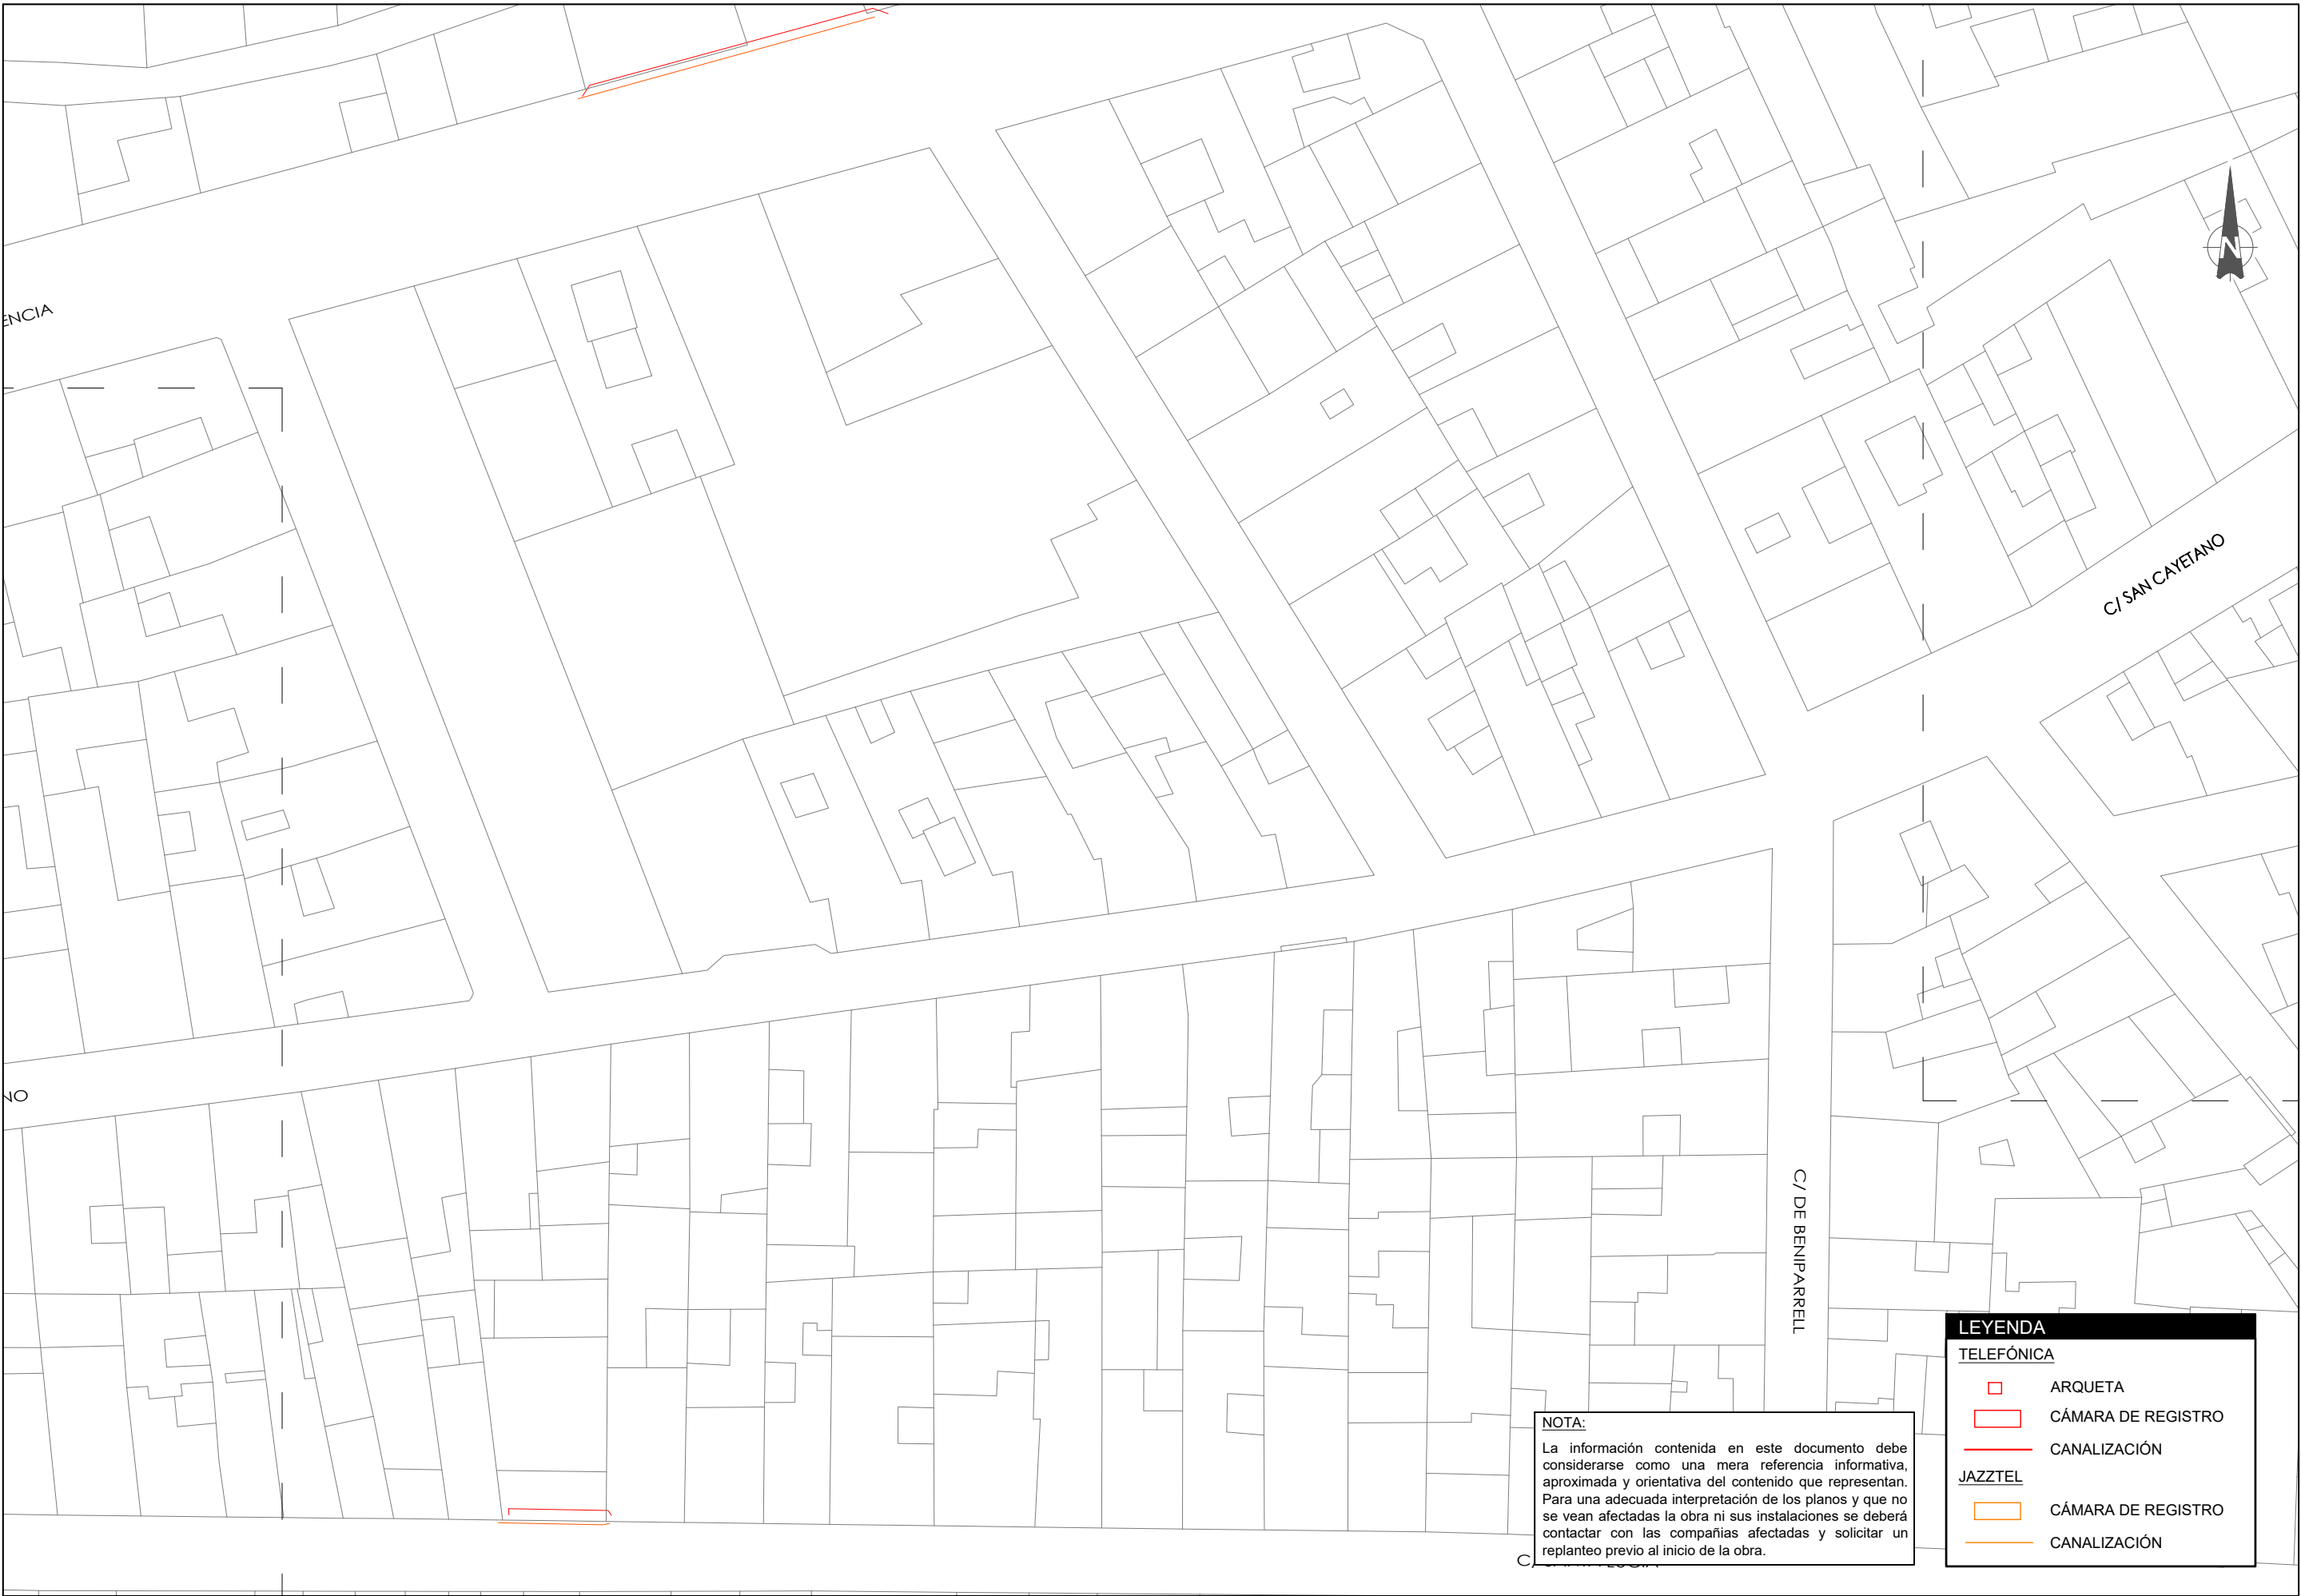 ENCIA
N
C/ SAN CAYETANO
NO
C/ DE BENIPARRELL
LEYENDA
TELEFÓNICA
ARQUETA
CÁMARA DE REGISTRO
CANALIZACIÓN
JAZZTEL
CÁMARA DE REGISTRO
CANALIZACIÓN
NOTA:
La información contenida en este documento debe
considerarse como una mera referencia informativa,
aproximada y orientativa del contenido que representan.
Para una adecuada interpretación de los planos y que no
se vean afectadas la obra ni sus instalaciones se deberá
contactar con las compañias afectadas y solicitar un
replanteo previo al inicio de la obra.